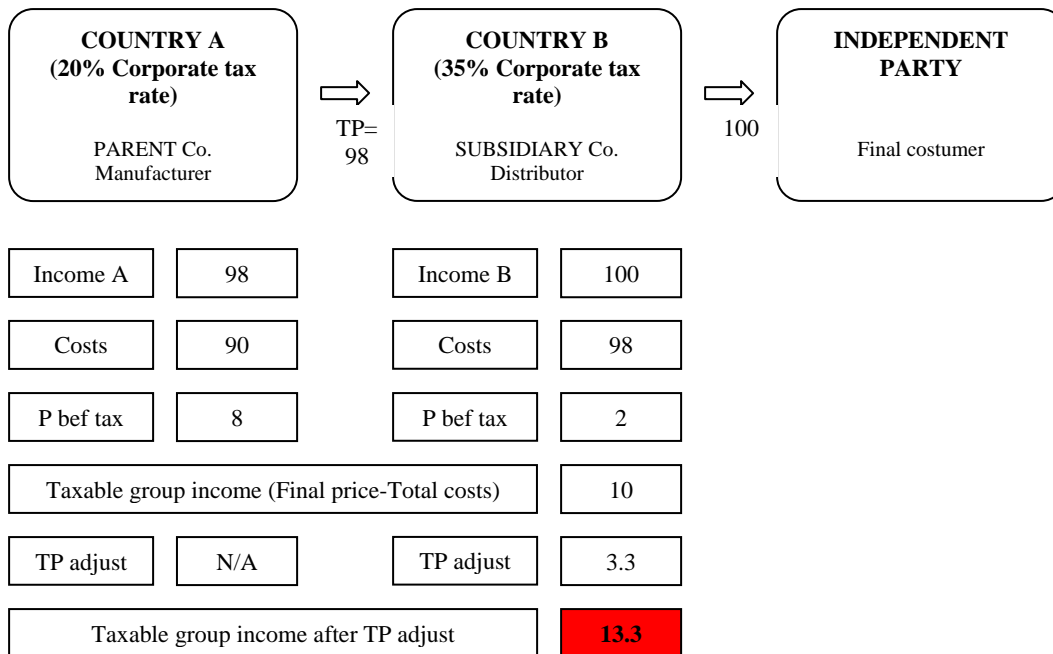 COUNTRY A
(20% Corporate tax
rate)
PARENT Co.
Manufacturer
TP=
98
COUNTRY B
(35% Corporate tax
rate)
SUBSIDIARY Co.
Distributor
100
INDEPENDENT
PARTY
Final costumer
Income A 98 Income B 100
Costs 90 Costs 98
P bef tax 8 P bef tax 2
Taxable group income (Final price-Total costs) 10
TP adjust N/A TP adjust 3.3
Taxable group income after TP adjust 13.3